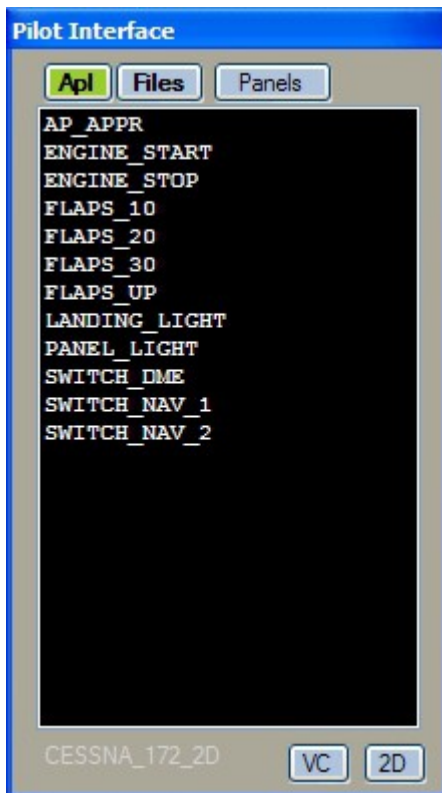 Pilot Interface
Apl Files Panels
AP_APPR
ENGINE_START
ENGINE_STOP
FLAPS_10
FLAPS_20
FLAPS_30
FLAPS_UP
LANDING_LIGHT
PANEL_LIGHT
SWITCH_DME
SWITCH_NAV_1
SWITCH_NAV_2
CESSNA_172_2D VC 2D